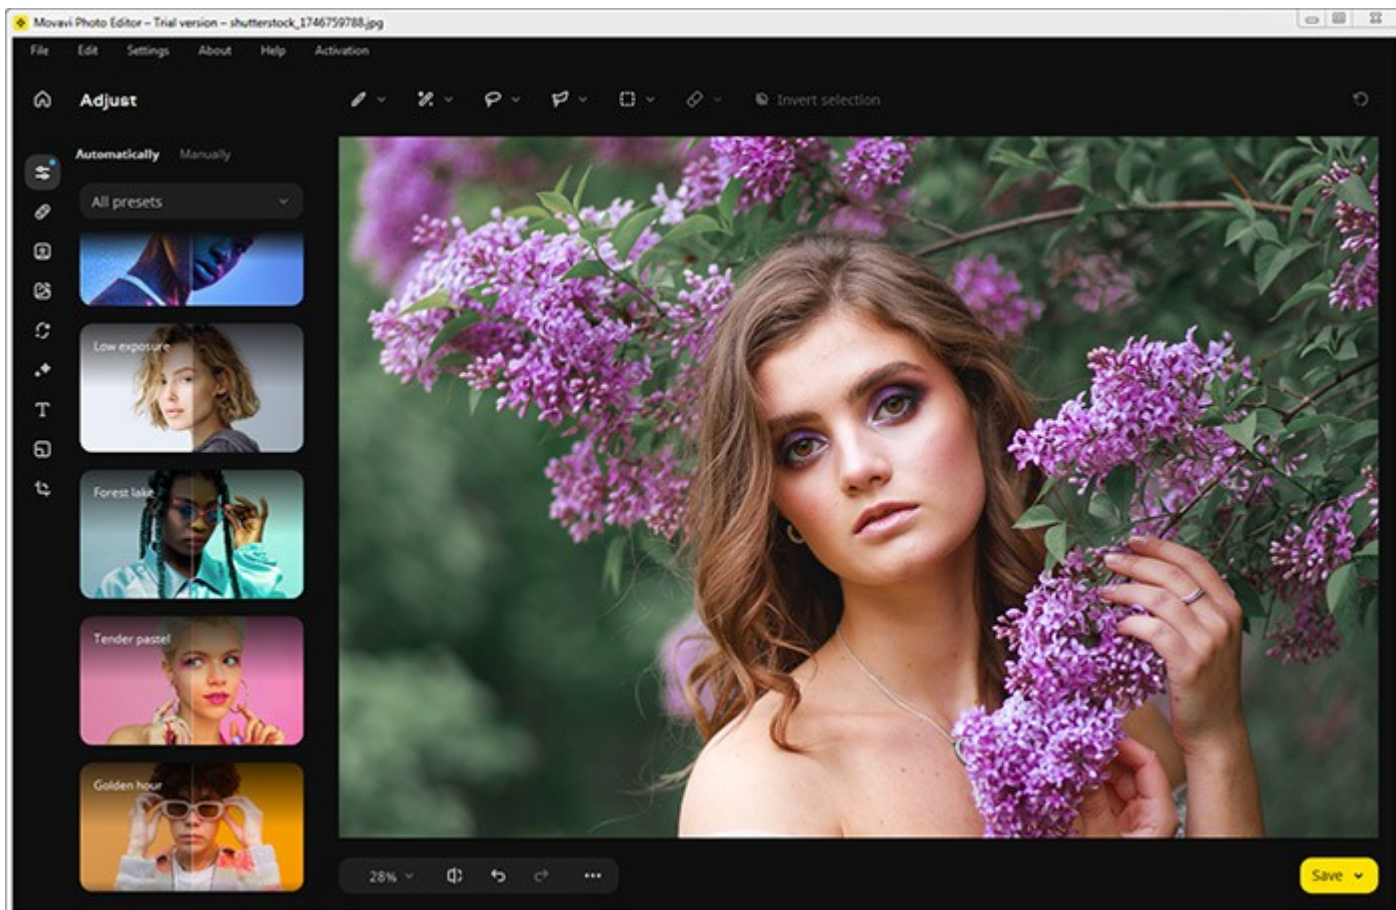 Movavi Photo Editor – Trial version – shutterstock_1746759788.jpg
File Edit Settings About Help Activation
Adjust
Invert selection
Automatically Manually
All presets
Low exposure
Forest lake
Tender pastel
Golden hour
28%
Save